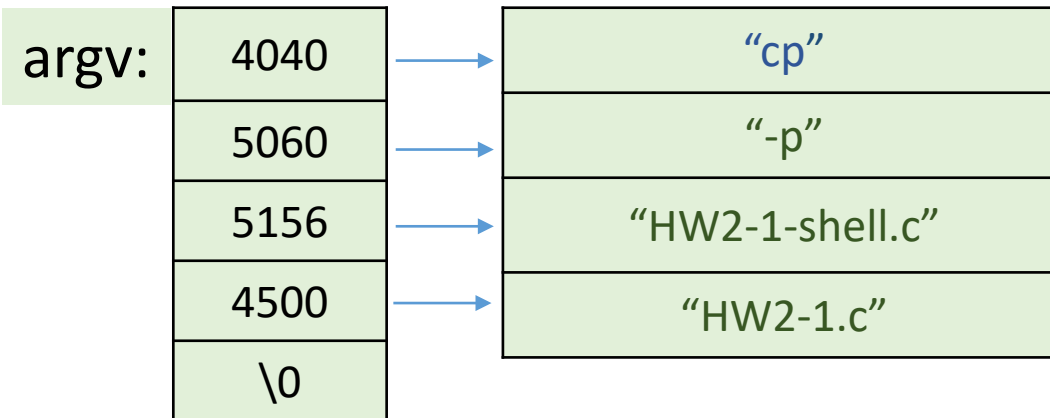 argv: 4040 “cp”
5060 “-p”
5156 “HW2-1-shell.c”
4500 “HW2-1.c”
\0